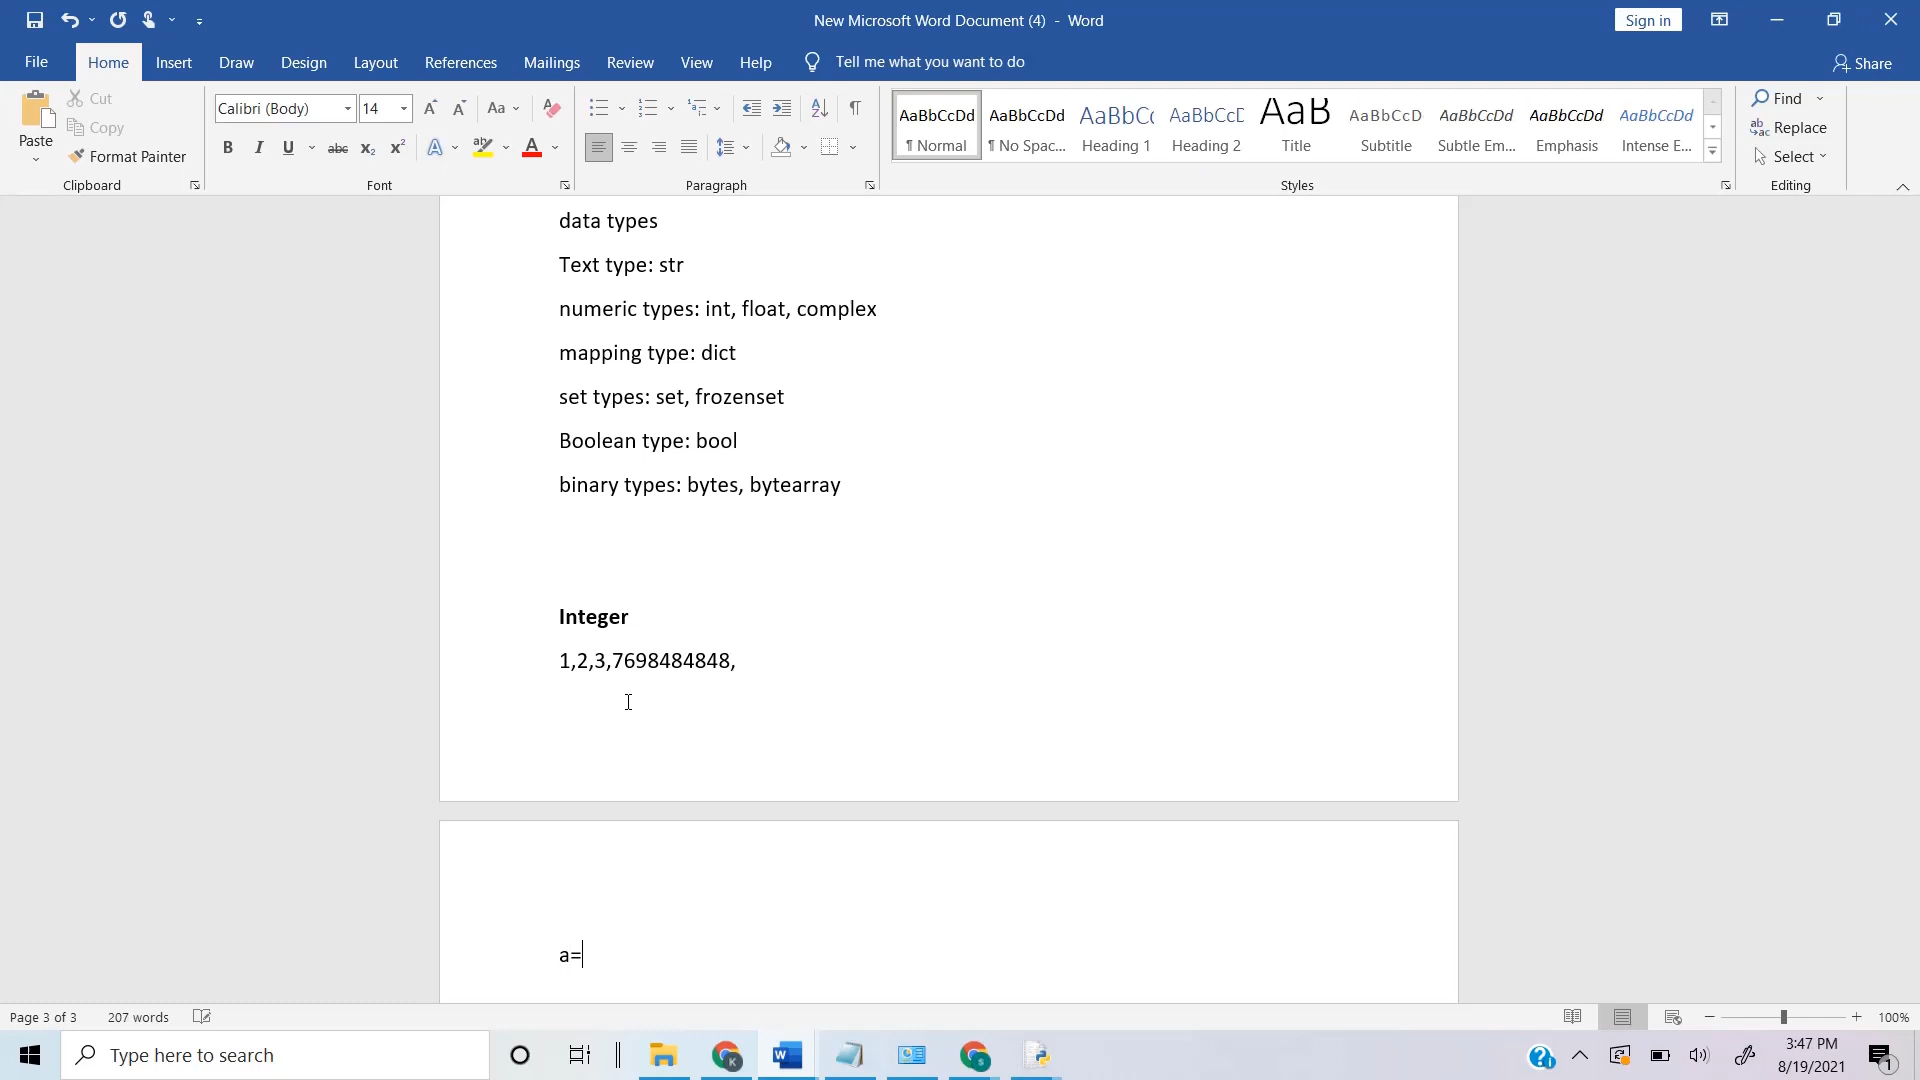 New Microsoft Word Document (4) - Word
Sign in
File Home Insert Draw Design Layout References Mailings Review View Help Tell me what you want to do
Share
Paste
Cut
Copy
Format Painter
Clipboard
Calibri (Body) 14
Font
Paragraph
AaBbCcDd AaBbCcDd AaBbCc AaBbCcD AaB AaBbCcD AaBbCcDd AaBbCcDd AaBbCcDd
¶ Normal ¶ No Spac... Heading 1 Heading 2 Title Subtitle Subtle Em... Emphasis Intense E...
Styles
Find
Replace
Select
Editing
data types
Text type: str
numeric types: int, float, complex
mapping type: dict
set types: set, frozenset
Boolean type: bool
binary types: bytes, bytearray
Integer
1,2,3,7698484848,
a=
Page 3 of 3 207 words
100%
Type here to search
3:47 PM
8/19/2021